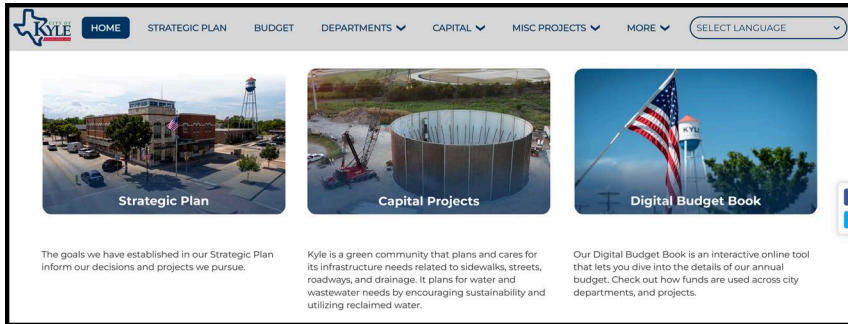 CITY OF
KYLE
HOME
STRATEGIC PLAN
BUDGET
DEPARTMENTS
CAPITAL
MISC PROJECTS
MORE
SELECT LANGUAGE
Strategic Plan
Capital Projects
KYLE
Digital Budget Book
The goals we have established in our Strategic Plan
inform our decisions and projects we pursue.
Kyle is a green community that plans and cares for
its infrastructure needs related to sidewalks, streets,
roadways, and drainage. It plans for water and
wastewater needs by encouraging sustainability and
utilizing reclaimed water.
Our Digital Budget Book is an interactive online tool
that lets you dive into the details of our annual
budget. Check out how funds are used across city
departments, and projects.